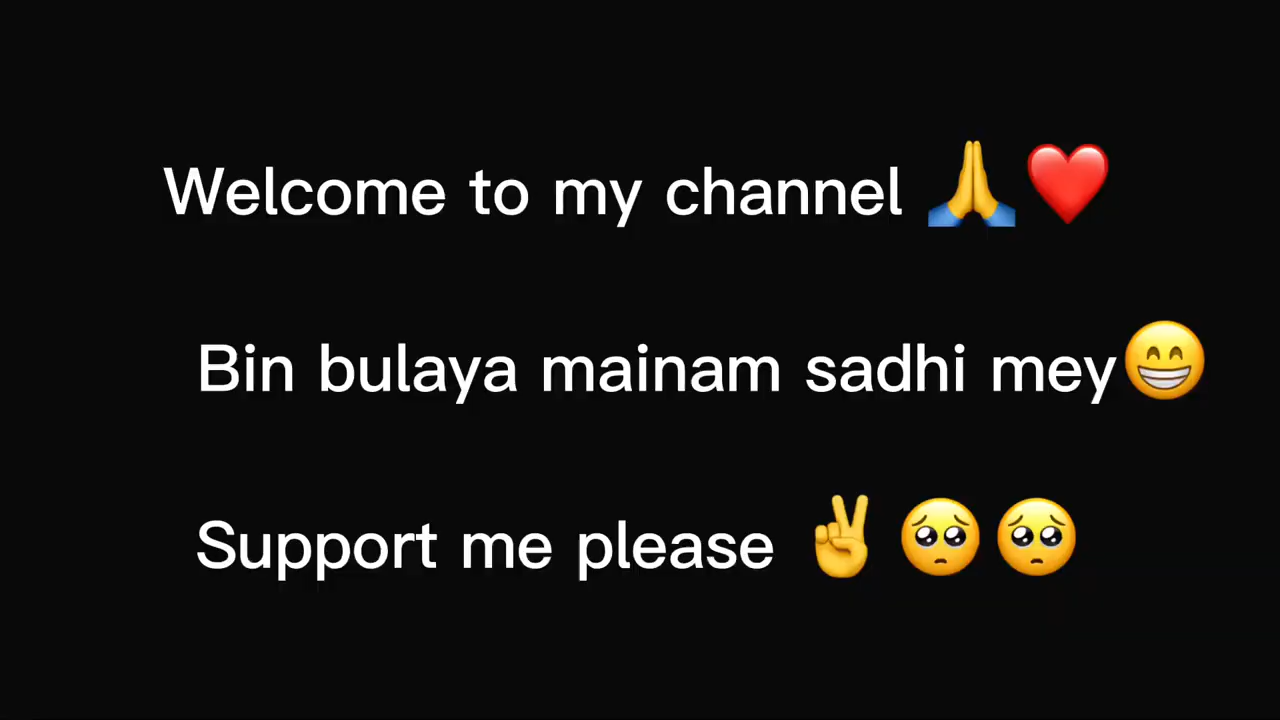 Welcome to my channel 🙏❤️
Bin bulaya mainam sadhi mey😁
Support me please ✌️🥺🥺